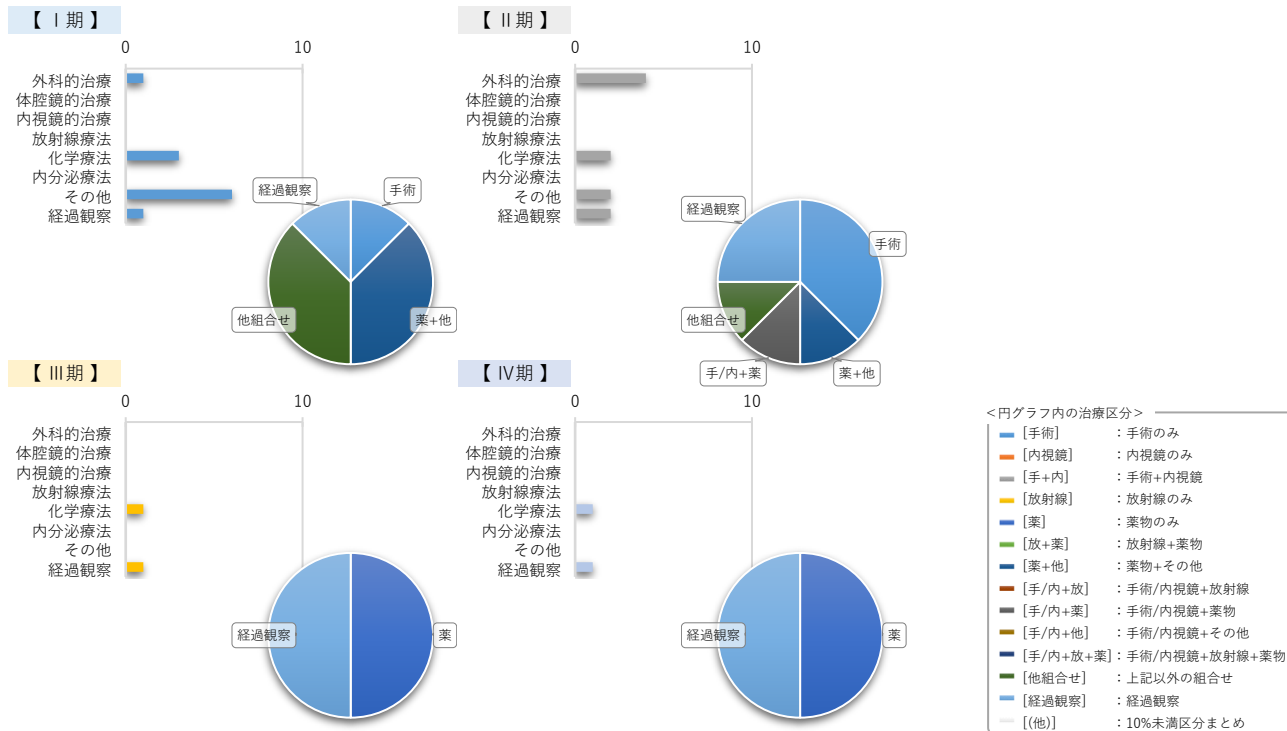 【 Ⅰ期 】
0 10
外科的治療
体腔鏡的治療
内視鏡的治療
放射線療法
化学療法
内分泌療法
その他
経過観察
経過観察
手術
他組合せ
薬+他
【 Ⅱ期 】
0 10
外科的治療
体腔鏡的治療
内視鏡的治療
放射線療法
化学療法
内分泌療法
その他
経過観察
経過観察
手術
他組合せ
手/内+薬
薬+他
【 Ⅲ期 】
0 10
外科的治療
体腔鏡的治療
内視鏡的治療
放射線療法
化学療法
内分泌療法
その他
経過観察
経過観察
薬
【 Ⅳ期 】
0 10
外科的治療
体腔鏡的治療
内視鏡的治療
放射線療法
化学療法
内分泌療法
その他
経過観察
経過観察
薬
<円グラフ内の治療区分>
[手術] ：手術のみ
[内視鏡] ：内視鏡のみ
[手+内] ：手術+内視鏡
[放射線] ：放射線のみ
[薬] ：薬物のみ
[放+薬] ：放射線+薬物
[薬+他] ：薬物+その他
[手/内+放] ：手術/内視鏡+放射線
[手/内+薬] ：手術/内視鏡+薬物
[手/内+他] ：手術/内視鏡+その他
[手/内+放+薬]：手術/内視鏡+放射線+薬物
[他組合せ] ：上記以外の組合せ
[経過観察] ：経過観察
[(他)] ：10%未満区分まとめ